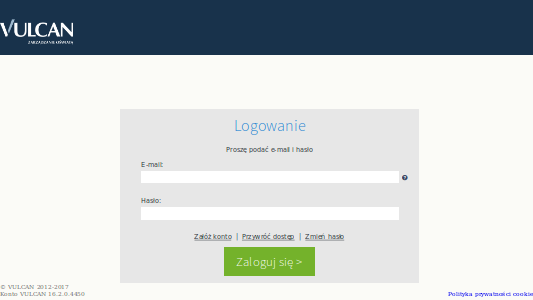 VULCAN
ZARZĄDZANIE OŚWIATĄ
Logowanie
Proszę podać e-mail i hasło
E-mail:
Hasło:
Załóż konto | Przywróć dostęp | Zmień hasło
Zaloguj się >
© VULCAN 2012-2017
Konto VULCAN 16.2.0.4450
Polityka prywatności cookie